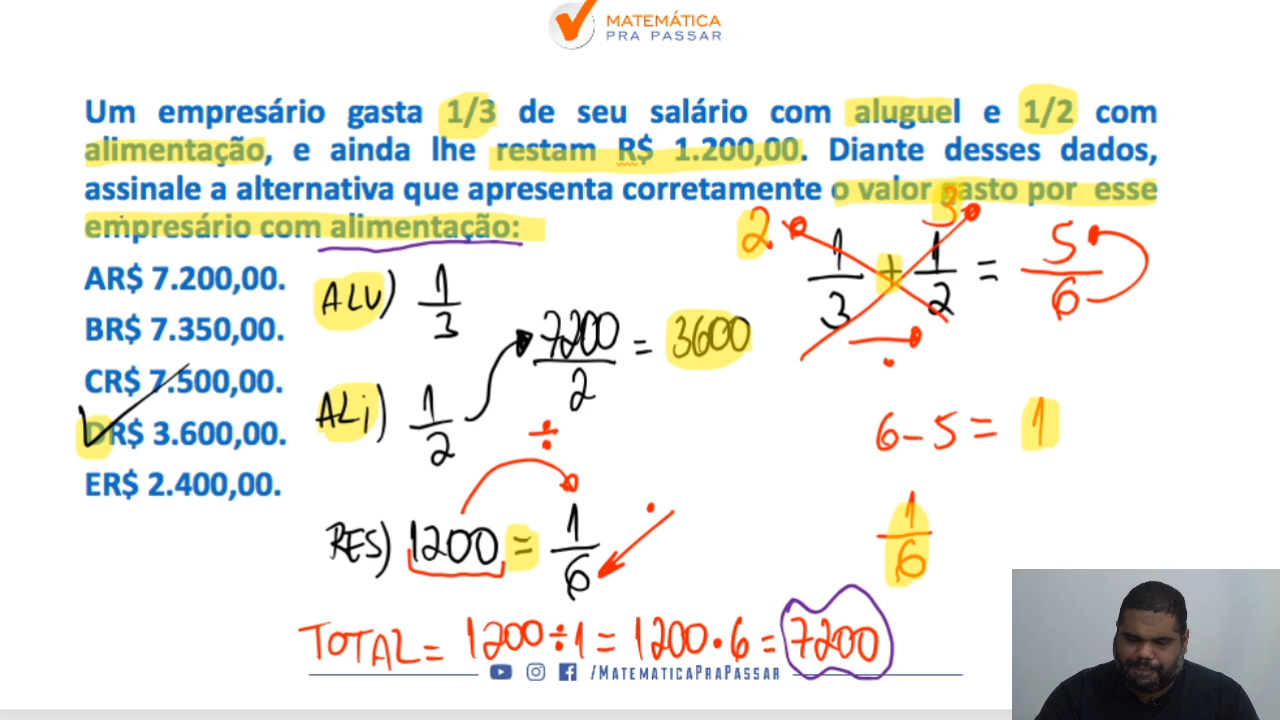 MATEMÁTICA
PRA PASSAR
Um empresário gasta 1/3 de seu salário com aluguel e 1/2 com
alimentação, e ainda lhe restam R$ 1.200,00. Diante desses dados,
assinale a alternativa que apresenta corretamente o valor gasto por esse
empresário com alimentação:
AR$ 7.200,00.
BR$ 7.350,00.
CR$ 7.500,00.
DR$ 3.600,00.
ER$ 2.400,00.
ALU) 1/3
ALi) 1/2
7200/2 = 3600
÷
RES) 1200 = 1/6
2 3
1/3 + 1/2 = 5/6
6 - 5 = 1
1/6
TOTAL = 1200 ÷ 1 = 1200 · 6 = 7200
/MATEMATICAPRAPASSAR